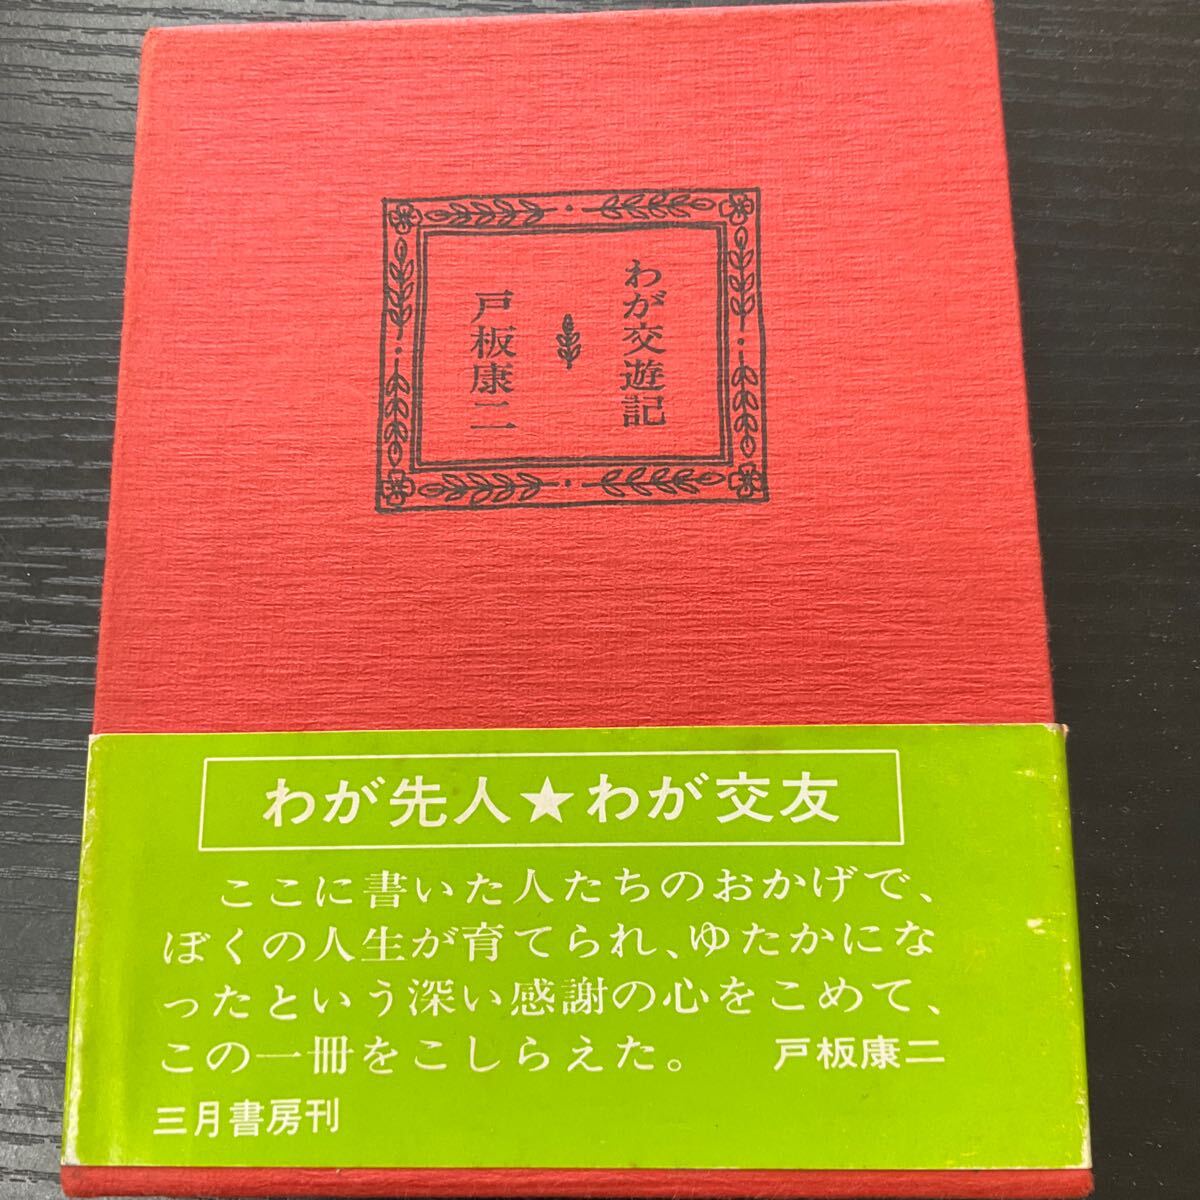 わが交遊記
戸板康二
わが先人★わが交友
ここに書いた人たちのおかげで、
ぼくの人生が育てられ、ゆたかにな
ったという深い感謝の心をこめて、
この一冊をこしらえた。　戸板康二
三月書房刊